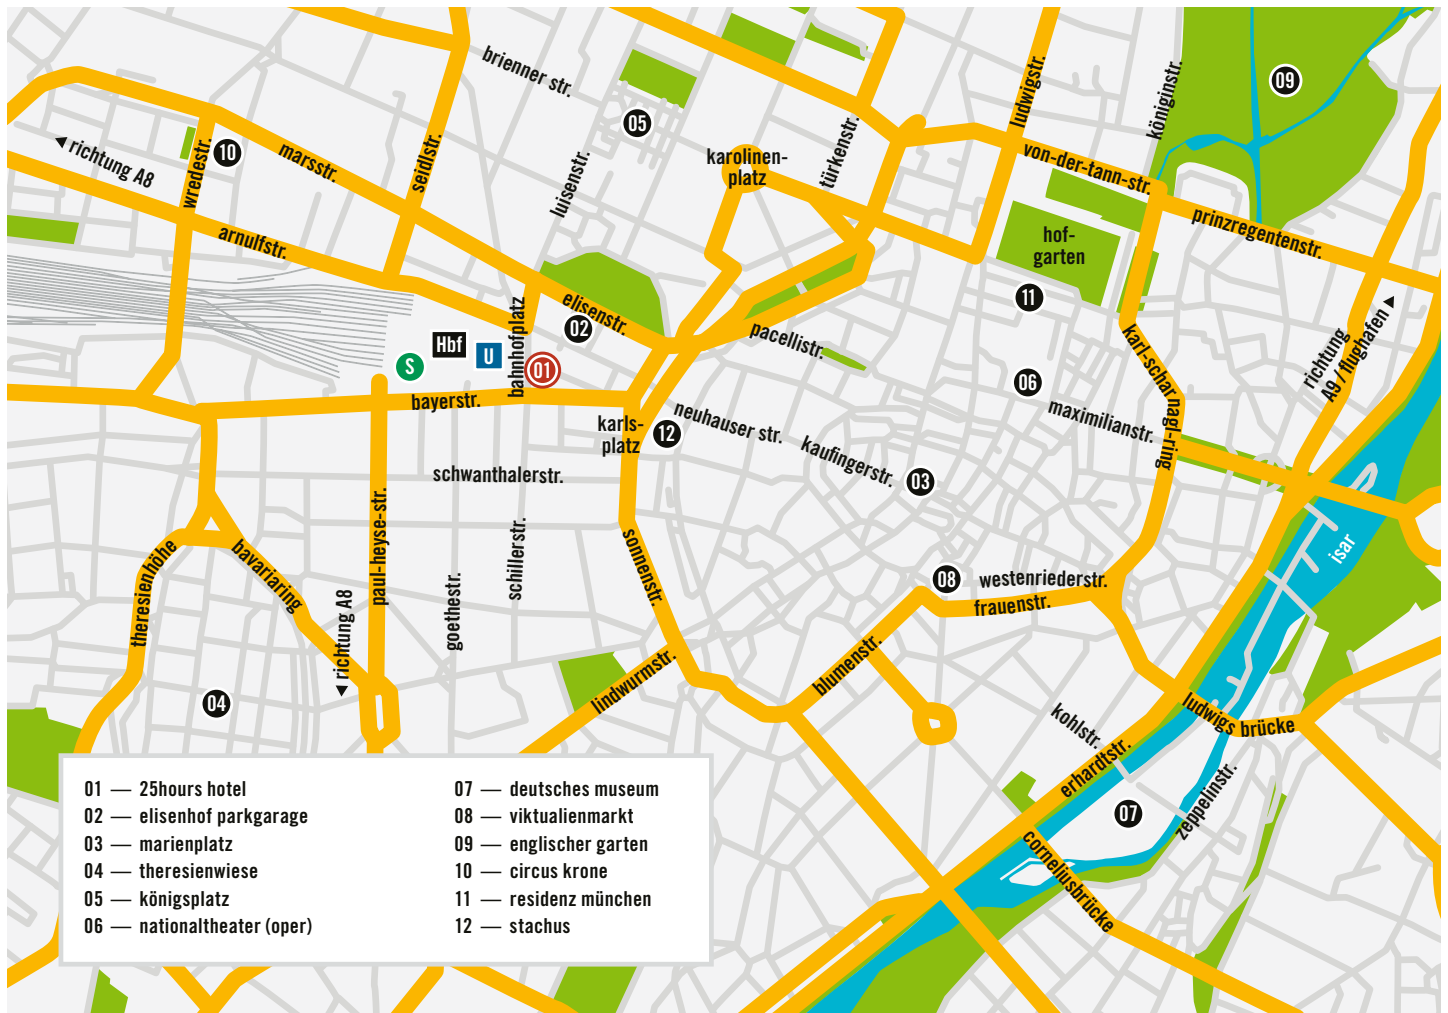 brienner str.
09
05
ludwigstr.
königinstr.
◀ richtung A8
10
wredestr.
marsstr.
seidlstr.
luisenstr.
karolinen-
platz
türkenstr.
von-der-tann-str.
prinzregentenstr.
arnulfstr.
hof-
garten
11
elisenstr.
02
bahnhofplatz
Hbf
U
S
01
pacellistr.
karl-scharnagl-ring
richtung
A9 / flughafen ▶
06
bayerstr.
karls-
platz
12
neuhauser str.
kaufingerstr.
maximilianstr.
03
schwanthalerstr.
paul-heyse-str.
schillerstr.
goethestr.
sonnenstr.
isar
theresienhöhe
bavariaring
◀ richtung A8
08
westenriederstr.
frauenstr.
blumenstr.
lindwurmstr.
04
kohlstr.
erhardtstr.
ludwigs brücke
zeppelinstr.
07
corneliusbrücke
01 — 25hours hotel
02 — elisenhof parkgarage
03 — marienplatz
04 — theresienwiese
05 — königsplatz
06 — nationaltheater (oper)
07 — deutsches museum
08 — viktualienmarkt
09 — englischer garten
10 — circus krone
11 — residenz münchen
12 — stachus